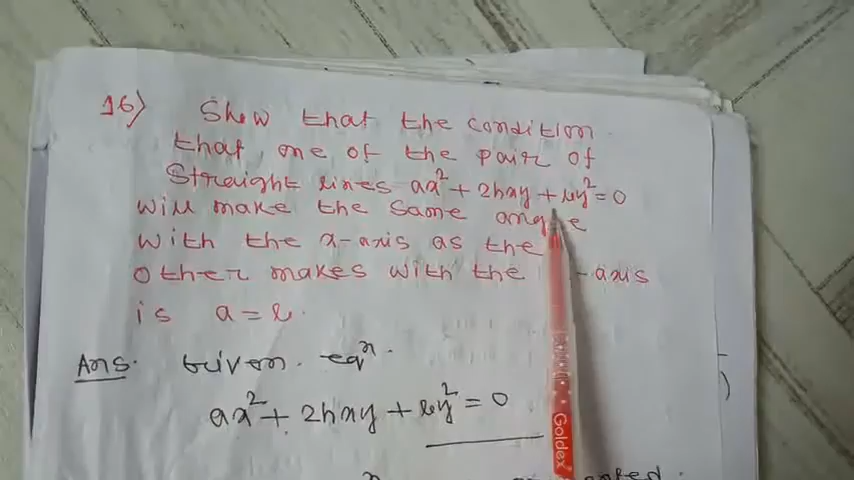 16) Show that the condition
that one of the pair of
straight lines ax² + 2hxy + by² = 0
will make the same angle
with the x-axis as the
other makes with the -axis
is a = b.
Ans. Given eqⁿ.
ax² + 2hxy + by² = 0
Goldex